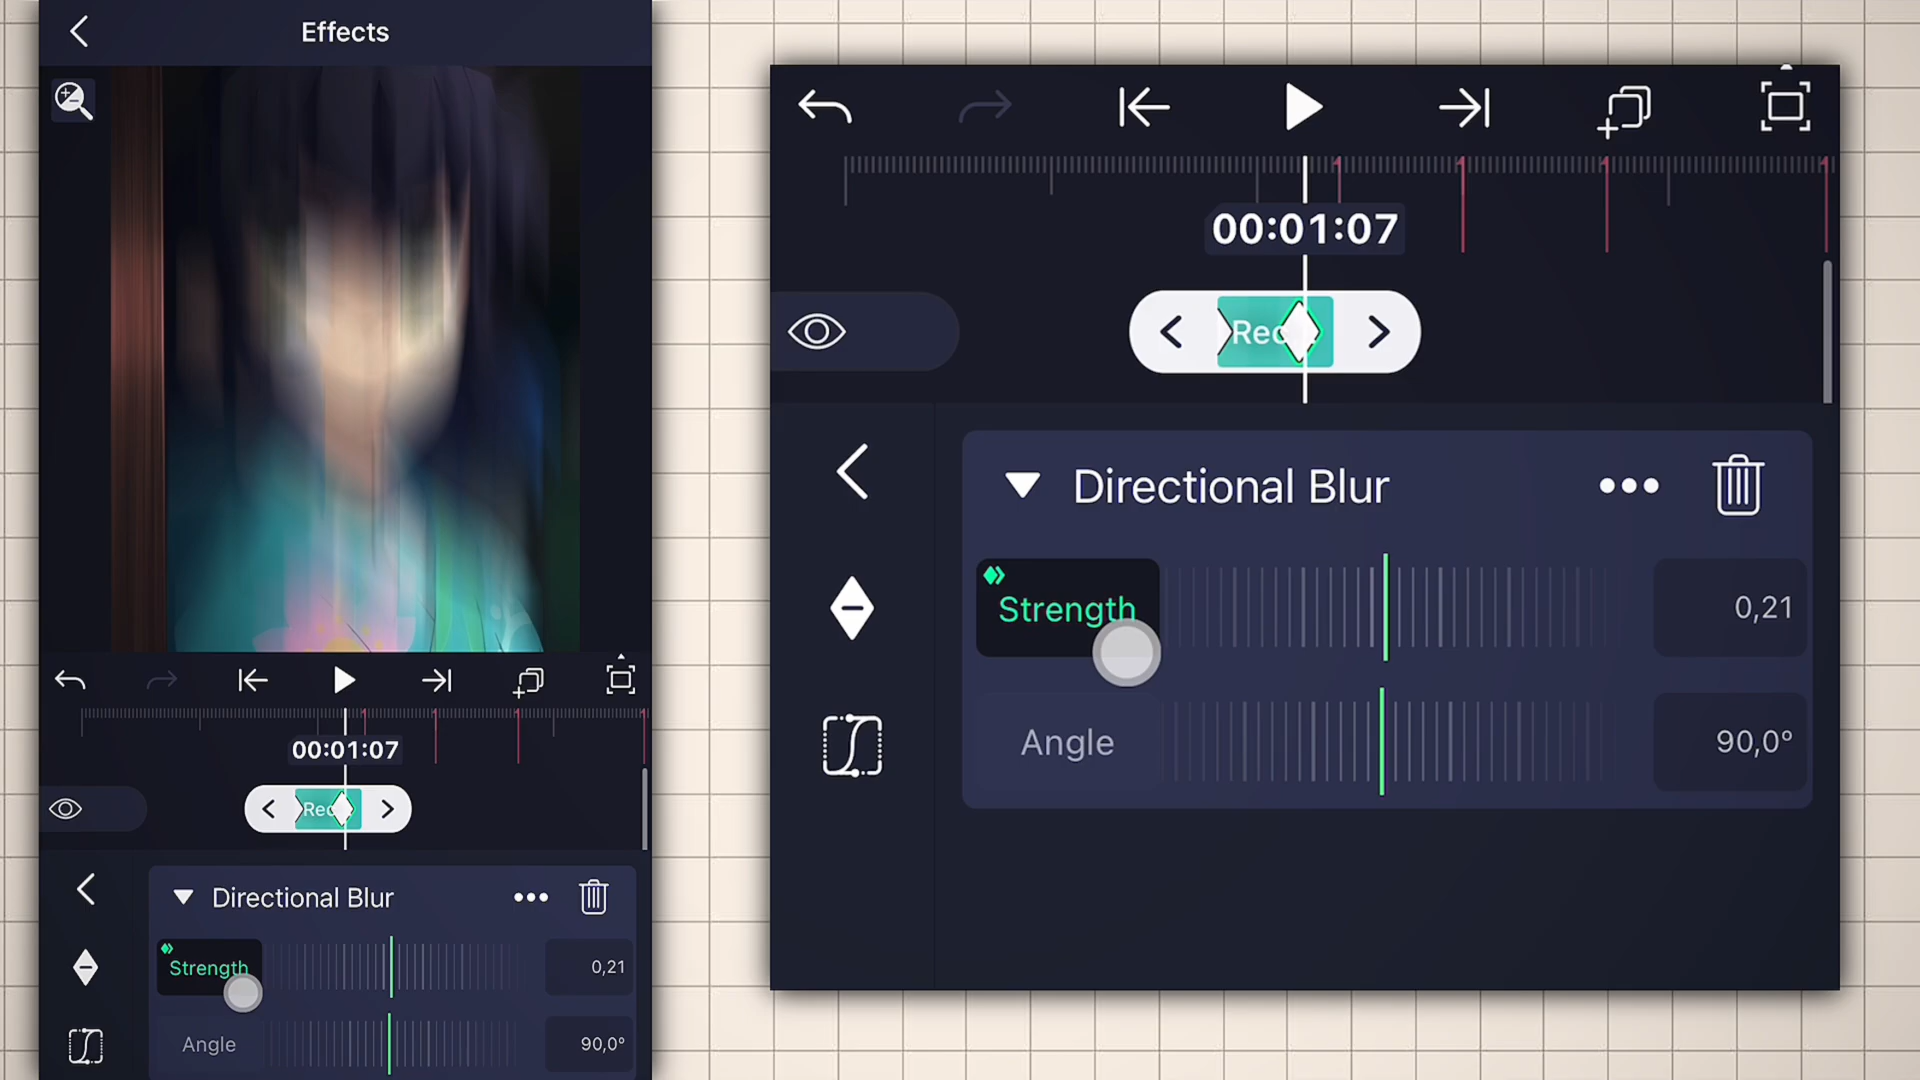 Effects
00:01:07
Rec
Directional Blur
Strength
0,21
Angle
90,0°
00:01:07
Rec
Directional Blur
Strength
0,21
Angle
90,0°